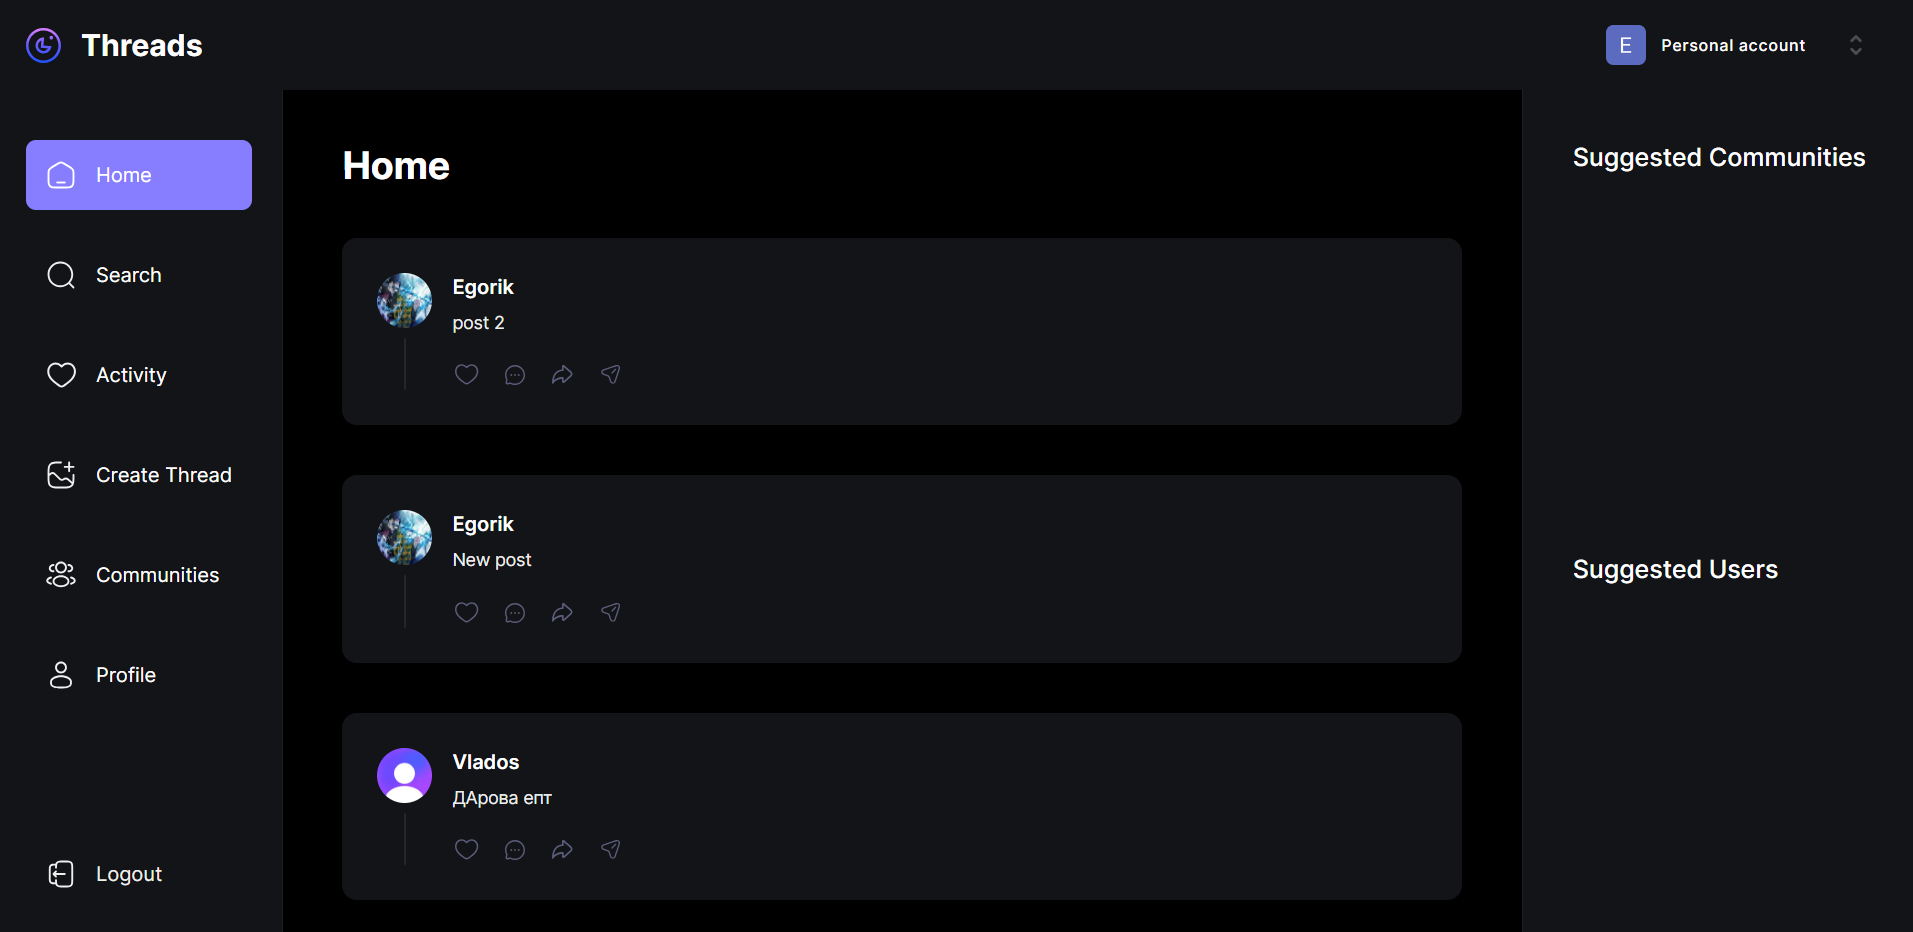 Threads
E
Personal account
Home
Search
Activity
Create Thread
Communities
Profile
Logout
Home
Egorik
post 2
Egorik
New post
Vlados
ДАрова епт
Suggested Communities
Suggested Users